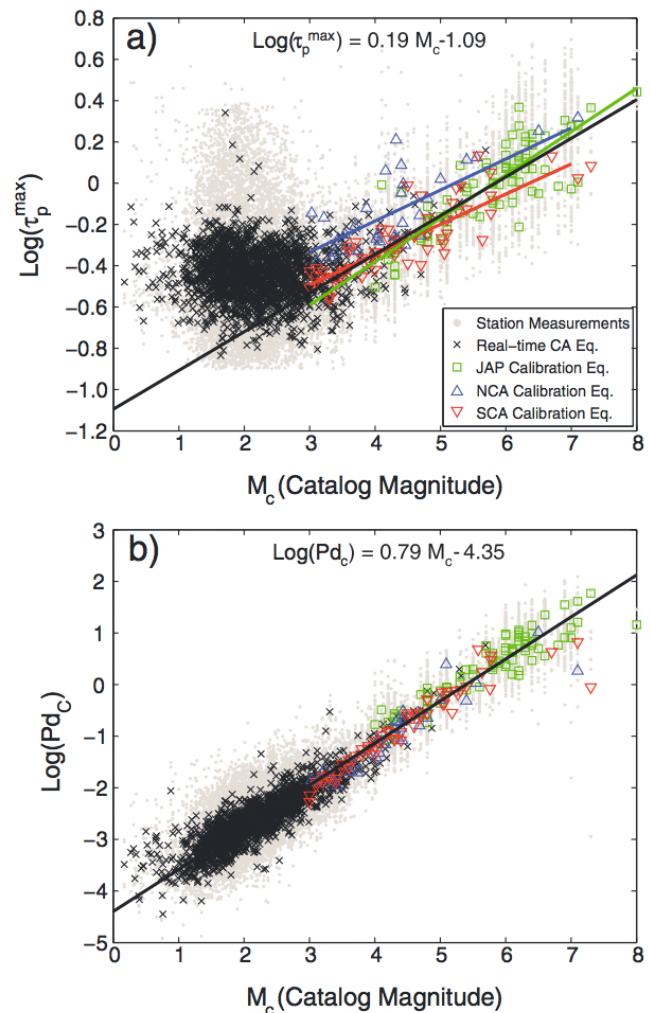 a)
Log(τp^max) = 0.19 Mc-1.09
Log(τp^max)
0.8
0.6
0.4
0.2
0
−0.2
−0.4
−0.6
−0.8
−1.0
−1.2
Station Measurements
Real-time CA Eq.
JAP Calibration Eq.
NCA Calibration Eq.
SCA Calibration Eq.
0 1 2 3 4 5 6 7 8
Mc (Catalog Magnitude)
b)
Log(Pdc) = 0.79 Mc-4.35
Log(PdC)
3
2
1
0
−1
−2
−3
−4
−5
0 1 2 3 4 5 6 7 8
Mc (Catalog Magnitude)